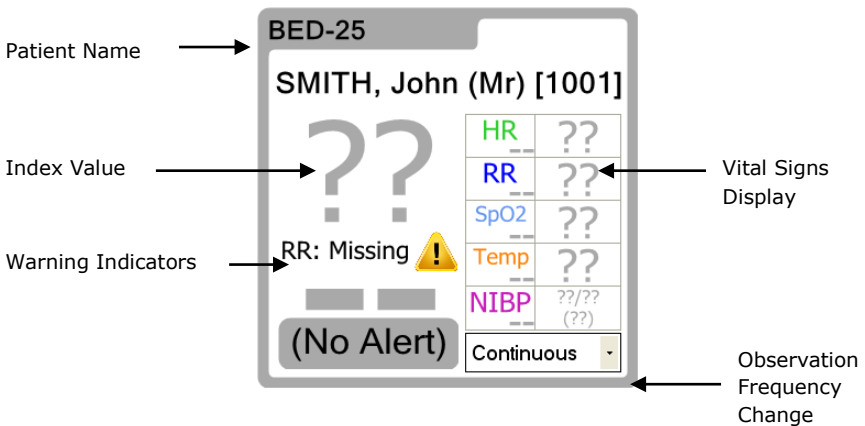 BED-25
Patient Name
SMITH, John (Mr) [1001]
??
Index Value
HR -- ??
RR -- ??
SpO2 -- ??
Temp -- ??
NIBP -- ??/??
(??)
Vital Signs
Display
RR: Missing
Warning Indicators
(No Alert)
Continuous
Observation
Frequency
Change